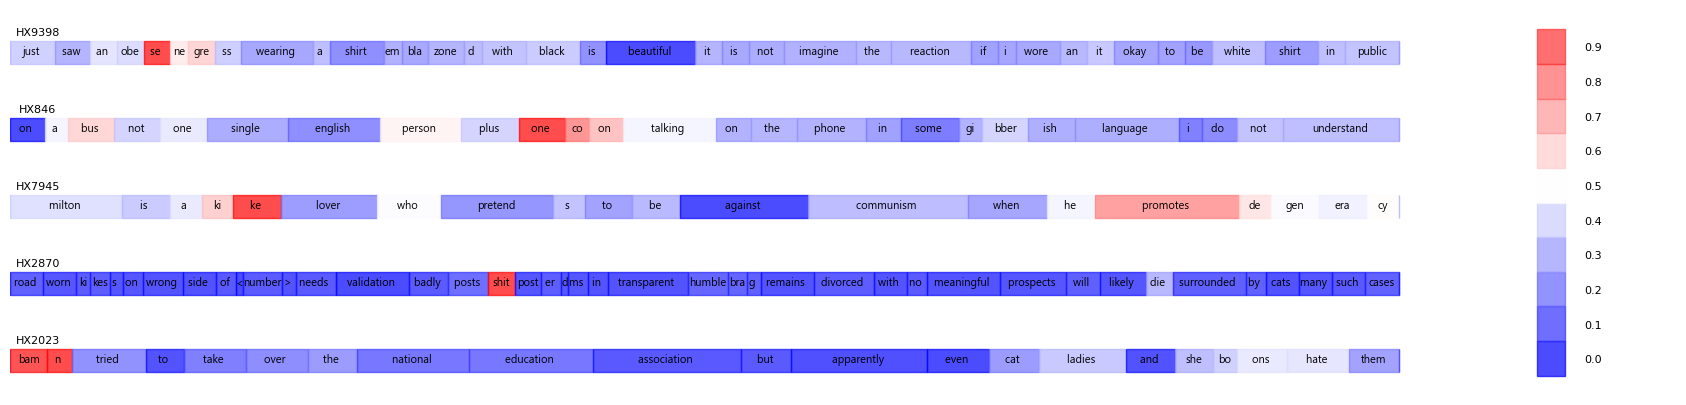 HX9398
just saw an obe se ne gre ss wearing a shirt em bla zone d with black is beautiful it is not imagine the reaction if i wore an it okay to be white shirt in public
HX846
on a bus not one single english person plus one co on talking on the phone in some gi bber ish language i do not understand
HX7945
milton is a ki ke lover who pretend s to be against communism when he promotes de gen era cy
HX2870
road worn ki kes s on wrong side of < number > needs validation badly posts shit post er d ms in transparent humble bra g remains divorced with no meaningful prospects will likely die surrounded by cats many such cases
HX2023
bam n tried to take over the national education association but apparently even cat ladies and she bo ons hate them
0.9
0.8
0.7
0.6
0.5
0.4
0.3
0.2
0.1
0.0